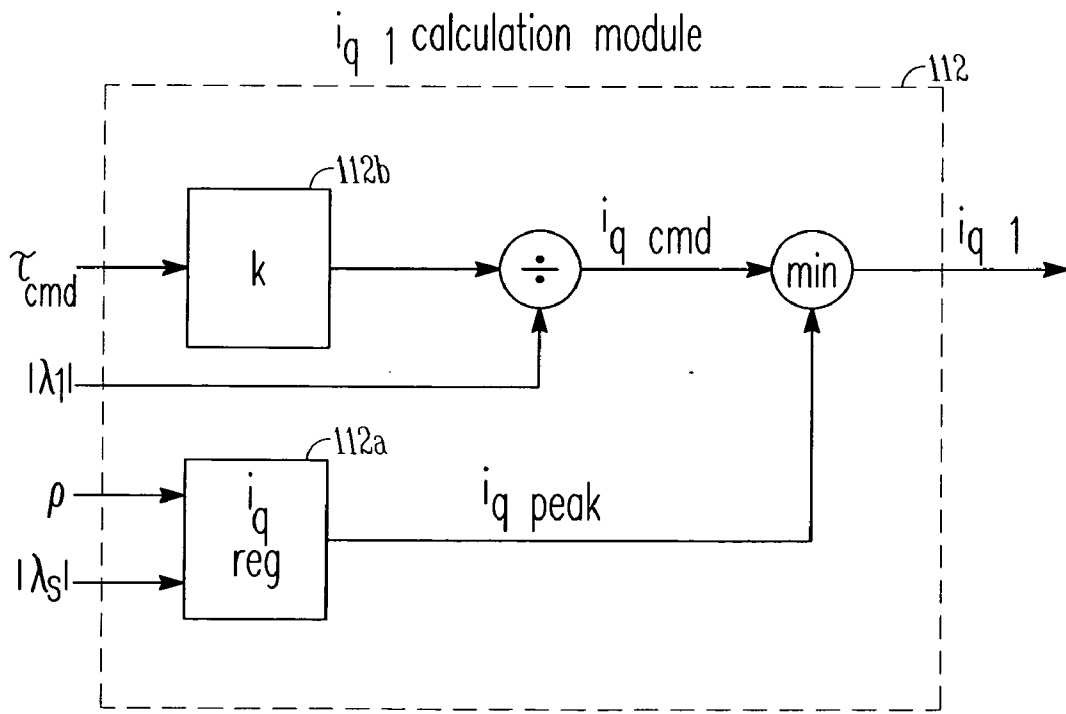 i_q 1 calculation module
112
112b
τ_cmd
k
÷
i_q cmd
min
i_q 1
|λ_1|
112a
ρ
i_q
reg
i_q peak
|λ_S|